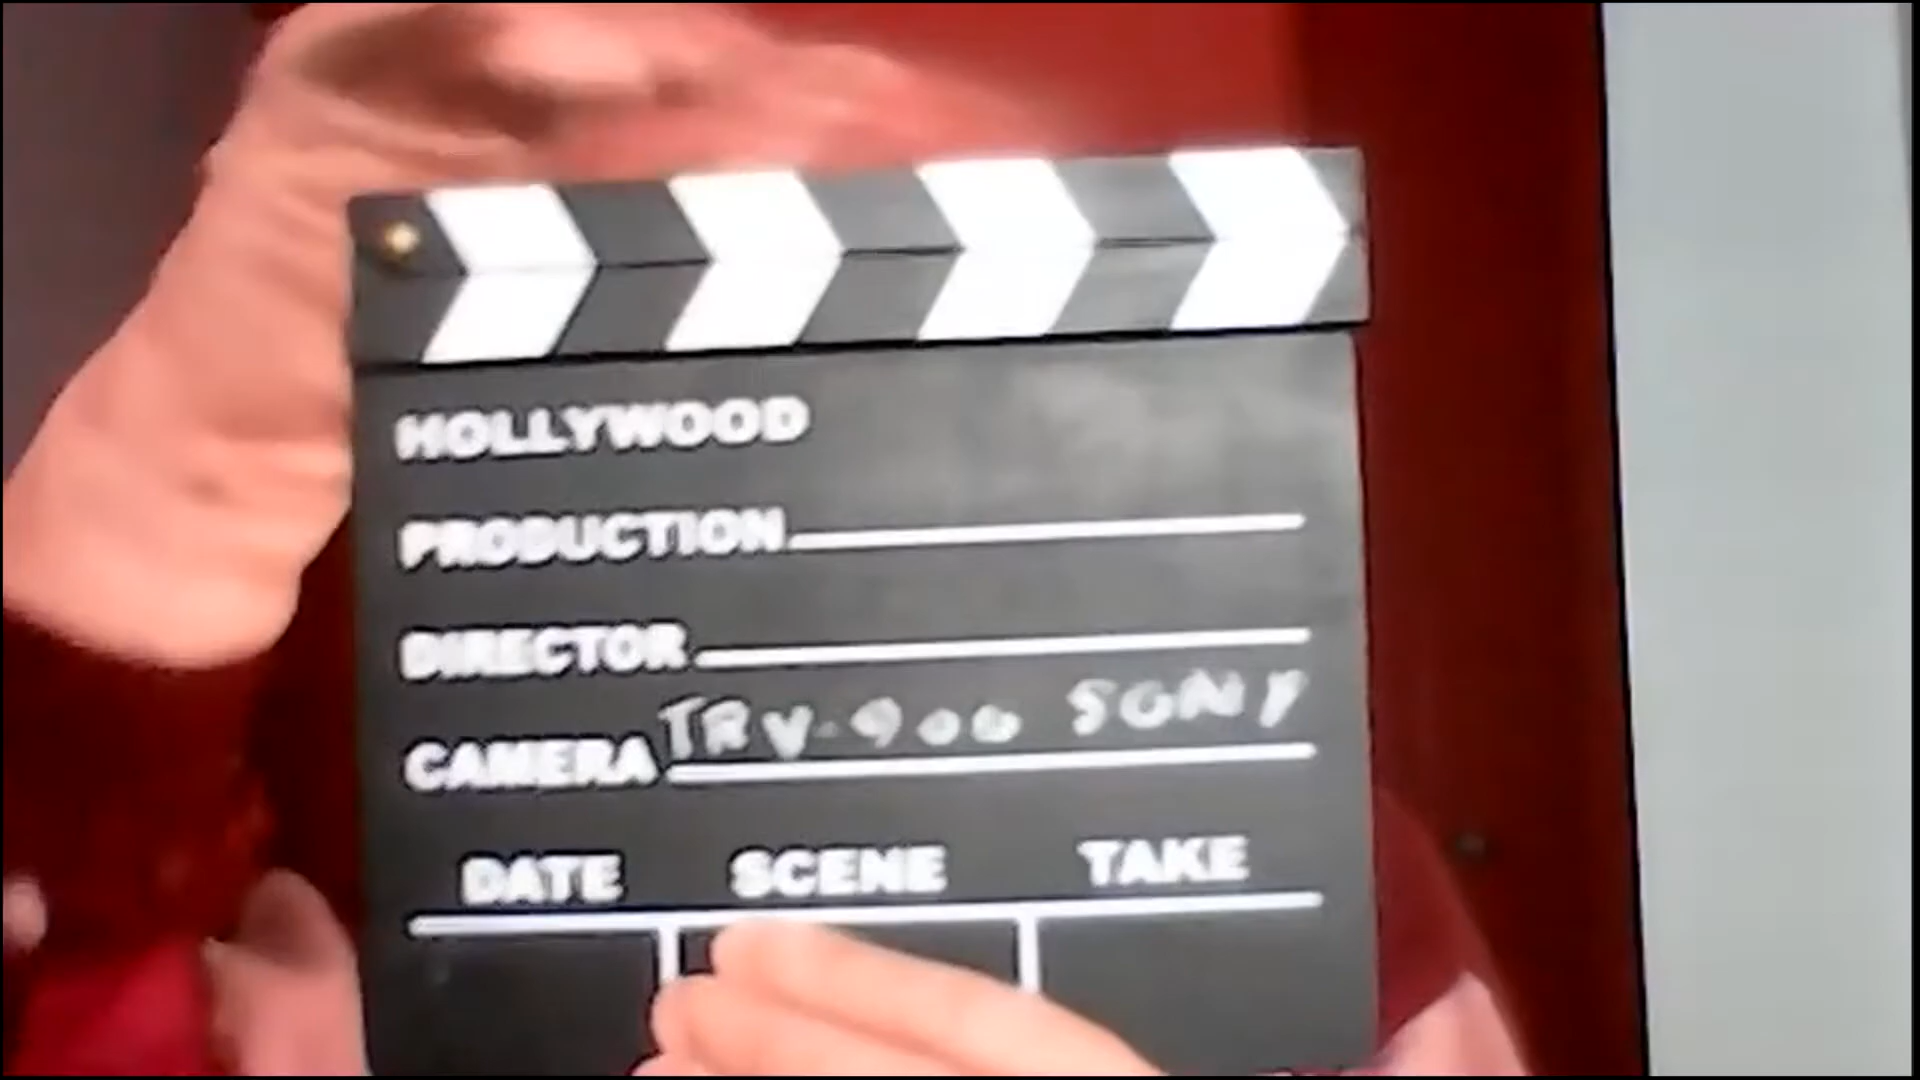 HOLLYWOOD
PRODUCTION
DIRECTOR
CAMERA TRV-900 SONY
DATE SCENE TAKE